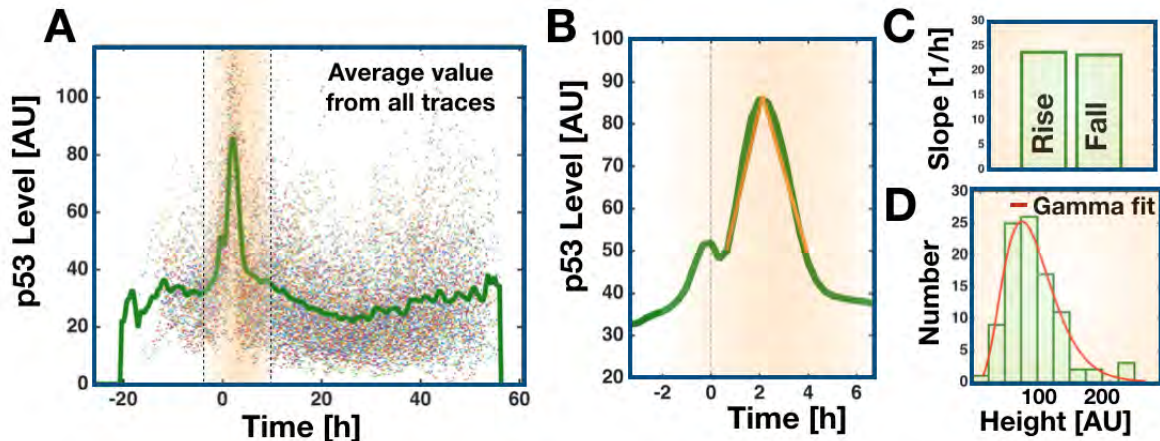 A
Average value
from all traces
p53 Level [AU]
100
80
60
40
20
0
-20
0
20
40
60
Time [h]
B
p53 Level [AU]
100
90
80
70
60
50
40
30
20
-2
0
2
4
6
Time [h]
C
Slope [1/h]
30
25
20
15
10
5
0
Rise
Fall
D
Gamma fit
Number
30
25
20
15
10
5
0
100
200
Height [AU]